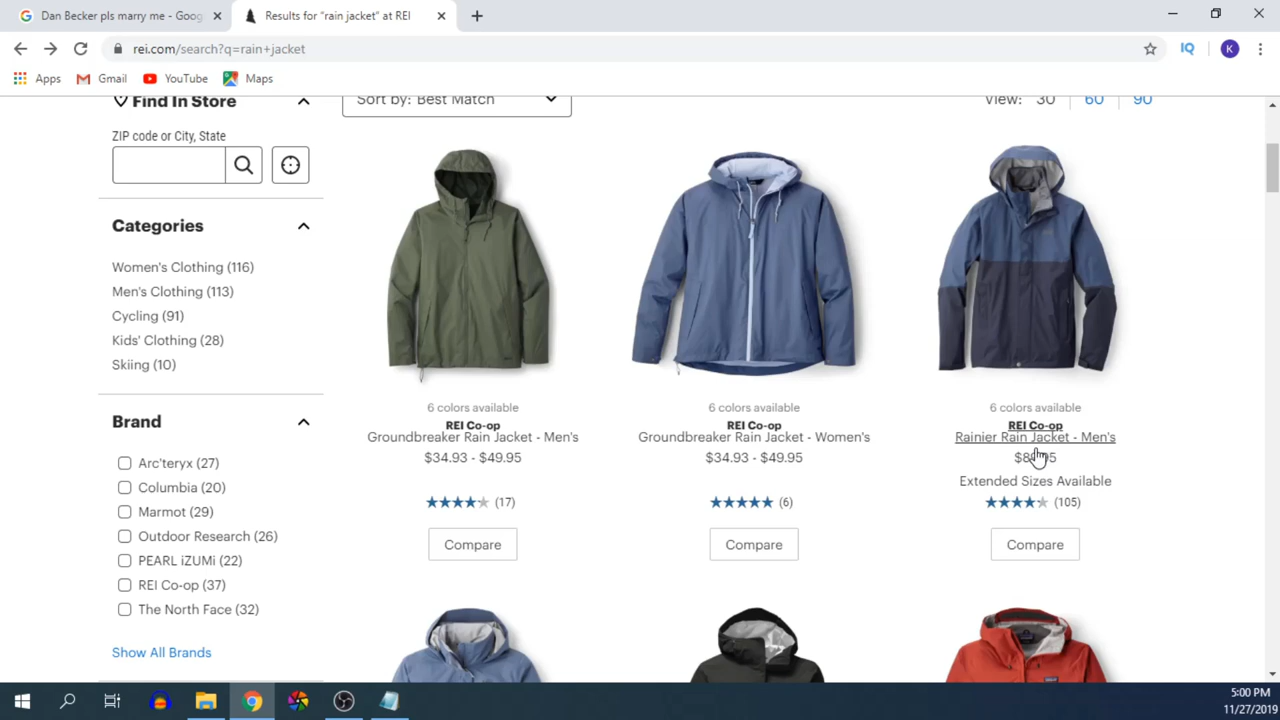 Dan Becker pls marry me - Goog
Results for "rain jacket" at REI
rei.com/search?q=rain+jacket
IQ
K
Apps
Gmail
YouTube
Maps
Find In Store
ZIP code or City, State
Categories
Women's Clothing (116)
Men's Clothing (113)
Cycling (91)
Kids' Clothing (28)
Skiing (10)
Brand
Arc'teryx (27)
Columbia (20)
Marmot (29)
Outdoor Research (26)
PEARL iZUMi (22)
REI Co-op (37)
The North Face (32)
Show All Brands
Sort by: Best Match
View: 30 60 90
6 colors available
REI Co-op
Groundbreaker Rain Jacket - Men's
$34.93 - $49.95
(17)
Compare
6 colors available
REI Co-op
Groundbreaker Rain Jacket - Women's
$34.93 - $49.95
(6)
Compare
6 colors available
REI Co-op
Rainier Rain Jacket - Men's
Extended Sizes Available
(105)
Compare
5:00 PM
11/27/2019